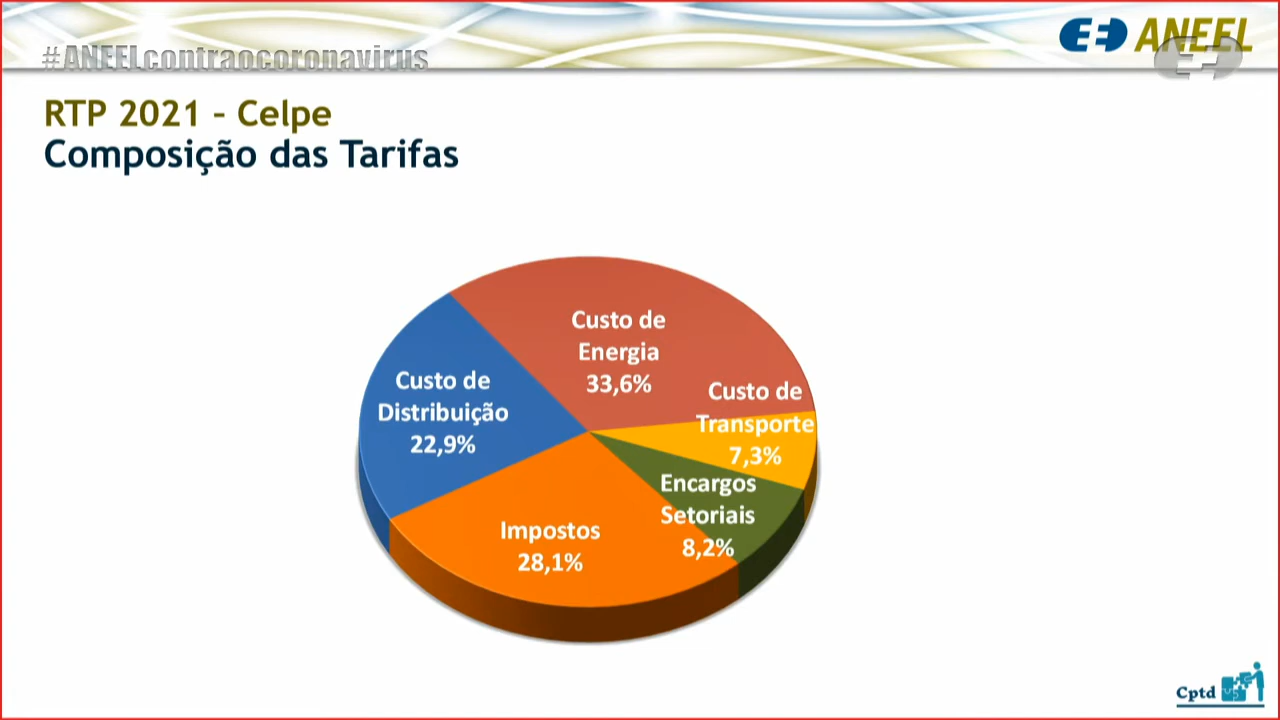 #ANEELcontraocoronavirus
ANEEL
RTP 2021 – Celpe
Composição das Tarifas
Custo de
Energia
33,6%
Custo de
Transporte
7,3%
Custo de
Distribuição
22,9%
Encargos
Setoriais
8,2%
Impostos
28,1%
Cptd